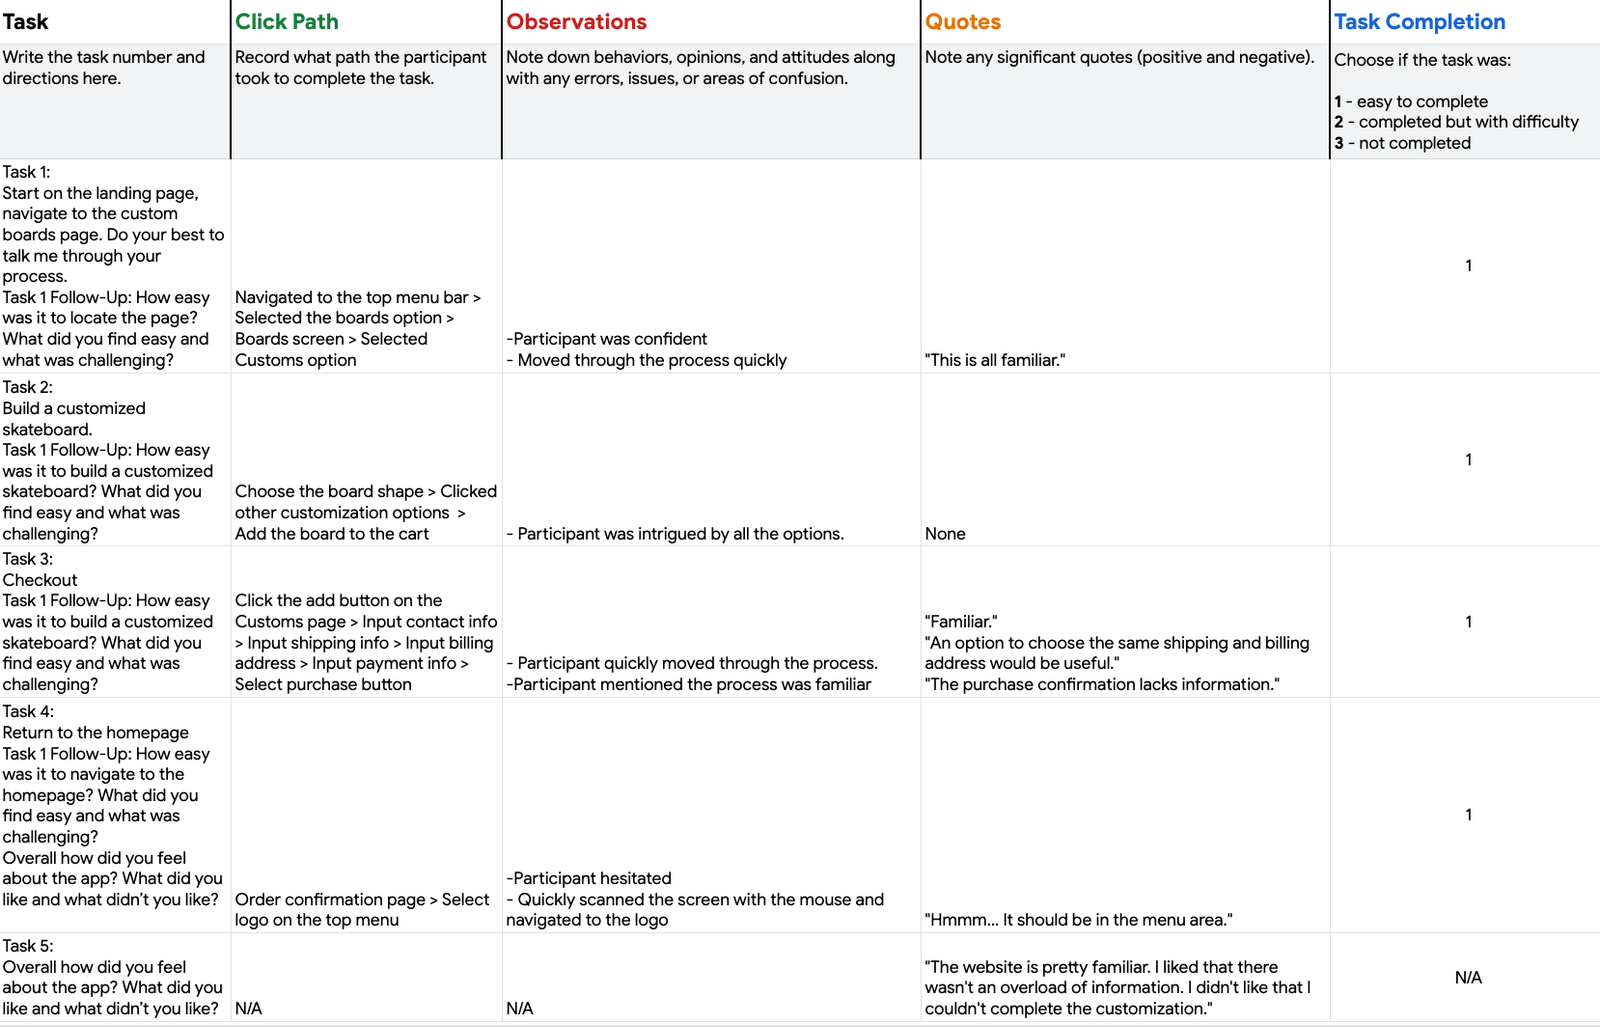 Task
Click Path
Observations
Quotes
Task Completion
Write the task number and
directions here.
Record what path the participant
took to complete the task.
Note down behaviors, opinions, and attitudes along
with any errors, issues, or areas of confusion.
Note any significant quotes (positive and negative).
Choose if the task was:
1 - easy to complete
2 - completed but with difficulty
3 - not completed
Task 1:
Start on the landing page,
navigate to the custom
boards page. Do your best to
talk me through your
process.
Task 1 Follow-Up: How easy
was it to locate the page?
What did you find easy and
what was challenging?
Navigated to the top menu bar >
Selected the boards option >
Boards screen > Selected
Customs option
-Participant was confident
- Moved through the process quickly
"This is all familiar."
1
Task 2:
Build a customized
skateboard.
Task 1 Follow-Up: How easy
was it to build a customized
skateboard? What did you
find easy and what was
challenging?
Choose the board shape > Clicked
other customization options >
Add the board to the cart
- Participant was intrigued by all the options.
None
1
Task 3:
Checkout
Task 1 Follow-Up: How easy
was it to build a customized
skateboard? What did you
find easy and what was
challenging?
Click the add button on the
Customs page > Input contact info
> Input shipping info > Input billing
address > Input payment info >
Select purchase button
- Participant quickly moved through the process.
-Participant mentioned the process was familiar
"Familiar."
"An option to choose the same shipping and billing
address would be useful."
"The purchase confirmation lacks information."
1
Task 4:
Return to the homepage
Task 1 Follow-Up: How easy
was it to navigate to the
homepage? What did you
find easy and what was
challenging?
Overall how did you feel
about the app? What did you
like and what didn't you like?
Order confirmation page > Select
logo on the top menu
-Participant hesitated
- Quickly scanned the screen with the mouse and
navigated to the logo
"Hmmm... It should be in the menu area."
1
Task 5:
Overall how did you feel
about the app? What did you
like and what didn't you like?
N/A
N/A
"The website is pretty familiar. I liked that there
wasn't an overload of information. I didn't like that I
couldn't complete the customization."
N/A